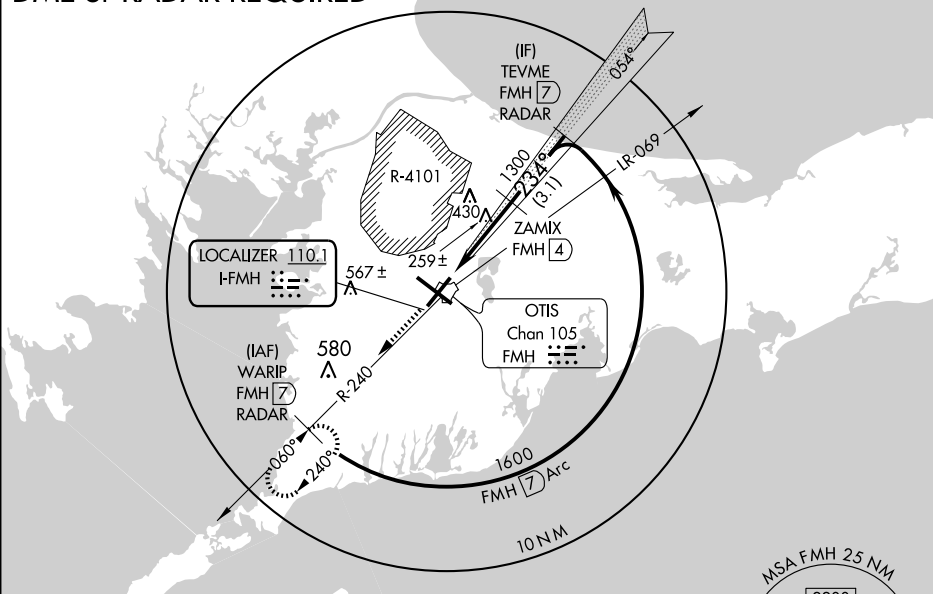 DME or RADAR REQUIRED
(IF)
TEVME
FMH 7
RADAR
054°
1300
234°
(3.1)
LR-069
R-4101
430
ZAMIX
FMH 4
259 ±
LOCALIZER 110.1
I-FMH
567 ±
OTIS
Chan 105
FMH
(IAF)
WARIP
FMH 7
RADAR
580
R-240
060°
240°
1600
FMH 7 Arc
10 NM
MSA FMH 25 NM